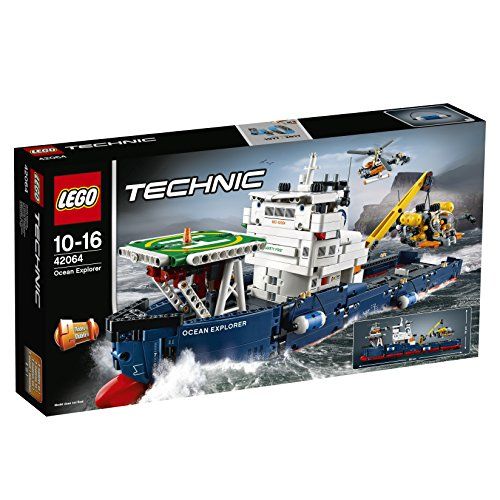 LEGO
TECHNIC
10-16
42064
Ocean Explorer
OCEAN EXPLORER
LEGO
TECHNIC
42064